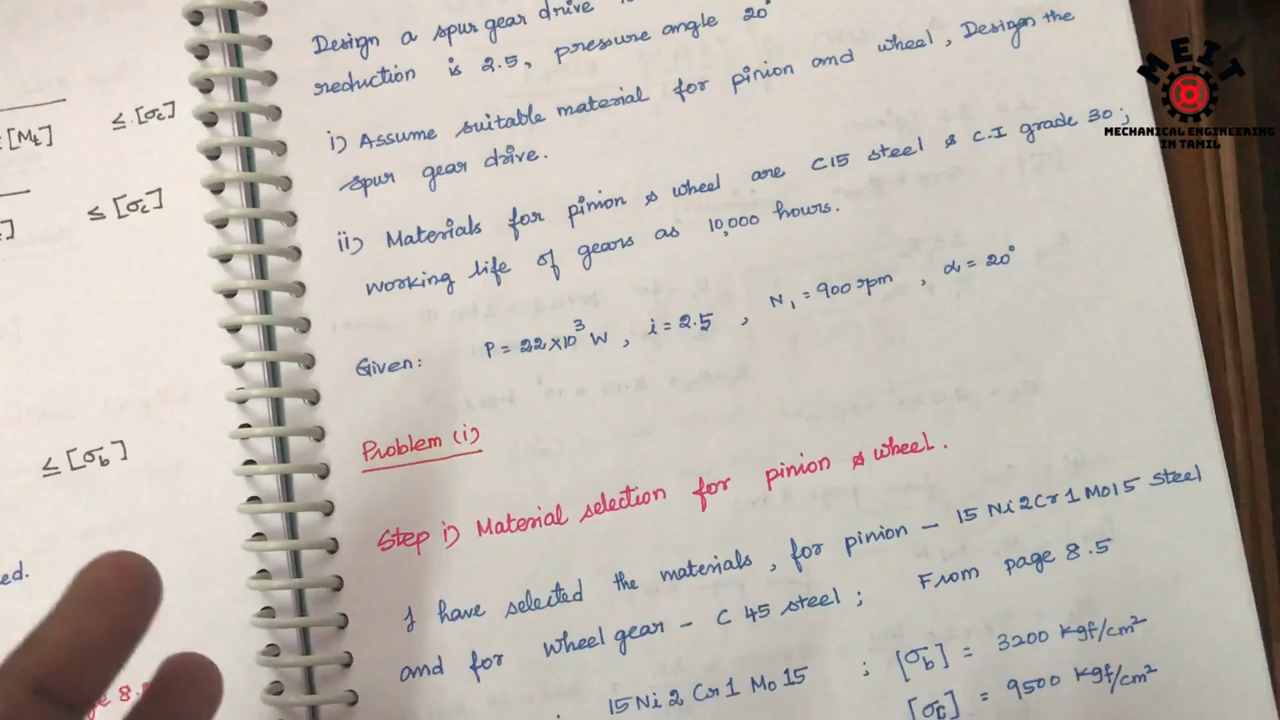 [Mt]
≤ [σc]
≤ [σc]
≤ [σb]
ed.
Design a spur gear drive
reduction is 2.5, pressure angle 20°
i) Assume suitable material for pinion and wheel, Design the
spur gear drive.
ii) Materials for pinion & wheel are C15 steel & C.I grade 30;
working life of gears as 10,000 hours.
Given: P = 22×10³ W, i = 2.5, N₁ = 900 rpm, α = 20°
Problem (i)
Step i) Material selection for pinion & wheel.
I have selected the materials, for pinion – 15 Ni 2Cr 1 Mo15 Steel
and for wheel gear – C 45 steel; From page 8.5
15 Ni 2 Cr 1 Mo 15 ; [σb] = 3200 kgf/cm²
[σc] = 9500 kgf/cm²
MEIT
MECHANICAL ENGINEERING
IN TAMIL